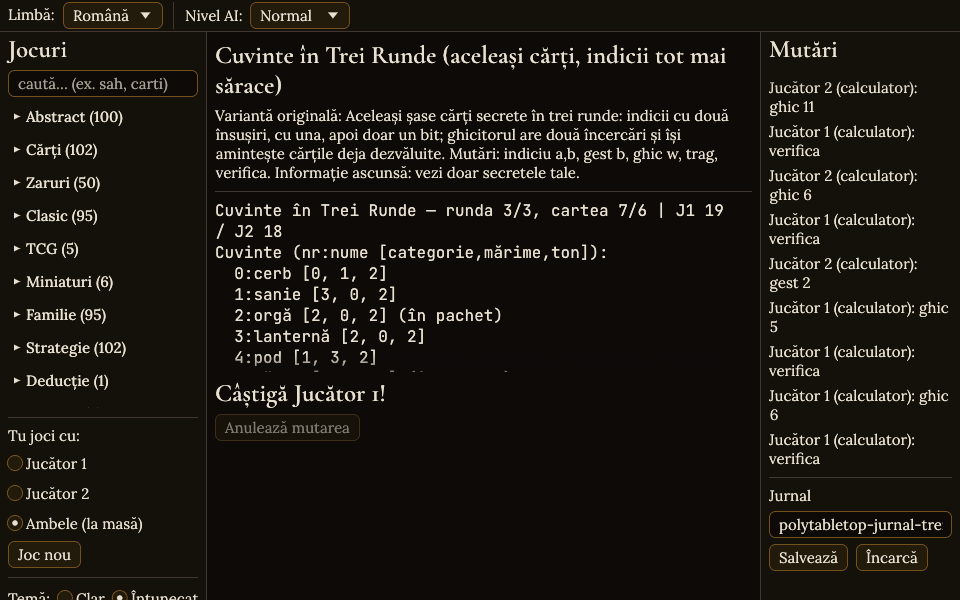 Limbă: Română Nivel AI: Normal
Jocuri
caută... (ex. sah, carti)
Abstract (100)
Cărți (102)
Zaruri (50)
Clasic (95)
TCG (5)
Miniaturi (6)
Familie (95)
Strategie (102)
Deducție (1)
Tu joci cu:
Jucător 1
Jucător 2
Ambele (la masă)
Joc nou
Temă: Clar Întunecat
Cuvinte în Trei Runde (aceleași cărți, indicii tot mai
sărace)
Variantă originală: Aceleași șase cărți secrete în trei runde: indicii cu două
însușiri, cu una, apoi doar un bit; ghicitorul are două încercări și își
amintește cărțile deja dezvăluite. Mutări: indiciu a,b, gest b, ghic w, trag,
verifica. Informație ascunsă: vezi doar secretele tale.
Cuvinte în Trei Runde — runda 3/3, cartea 7/6 | J1 19
/ J2 18
Cuvinte (nr:nume [categorie,mărime,ton]):
0:cerb [0, 1, 2]
1:sanie [3, 0, 2]
2:orgă [2, 0, 2] (în pachet)
3:lanternă [2, 0, 2]
4:pod [1, 3, 2]
Câștigă Jucător 1!
Anulează mutarea
Mutări
Jucător 2 (calculator):
ghic 11
Jucător 1 (calculator):
verifica
Jucător 2 (calculator):
ghic 6
Jucător 1 (calculator):
verifica
Jucător 2 (calculator):
gest 2
Jucător 1 (calculator): ghic
5
Jucător 1 (calculator):
verifica
Jucător 1 (calculator): ghic
6
Jucător 1 (calculator):
verifica
Jurnal
polytabletop-jurnal-tre
Salvează Încarcă